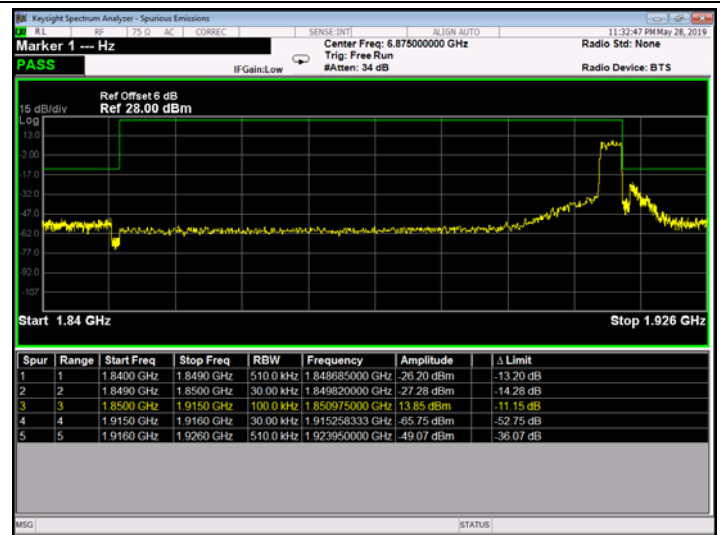 Keysight Spectrum Analyzer - Spurious Emissions
RL RF 75 Ω AC CORREC SENSE:INT ALIGN AUTO 11:32:47 PM May 28, 2019
Marker 1 --- Hz Center Freq: 6.875000000 GHz Radio Std: None
Trig: Free Run
PASS IFGain:Low #Atten: 34 dB Radio Device: BTS
Ref Offset 6 dB
15 dB/div Ref 28.00 dBm
Log
13.0
-2.00
-17.0
-32.0
-47.0
-62.0
-77.0
-92.0
-107
Start 1.84 GHz Stop 1.926 GHz
Spur Range Start Freq Stop Freq RBW Frequency Amplitude Δ Limit
1 1 1.8400 GHz 1.8490 GHz 510.0 kHz 1.848685000 GHz -26.20 dBm -13.20 dB
2 2 1.8490 GHz 1.8500 GHz 30.00 kHz 1.849820000 GHz -27.28 dBm -14.28 dB
3 3 1.8500 GHz 1.9150 GHz 100.0 kHz 1.850975000 GHz 13.85 dBm -11.15 dB
4 4 1.9150 GHz 1.9160 GHz 30.00 kHz 1.915258333 GHz -65.75 dBm -52.75 dB
5 5 1.9160 GHz 1.9260 GHz 510.0 kHz 1.923950000 GHz -49.07 dBm -36.07 dB
MSG STATUS